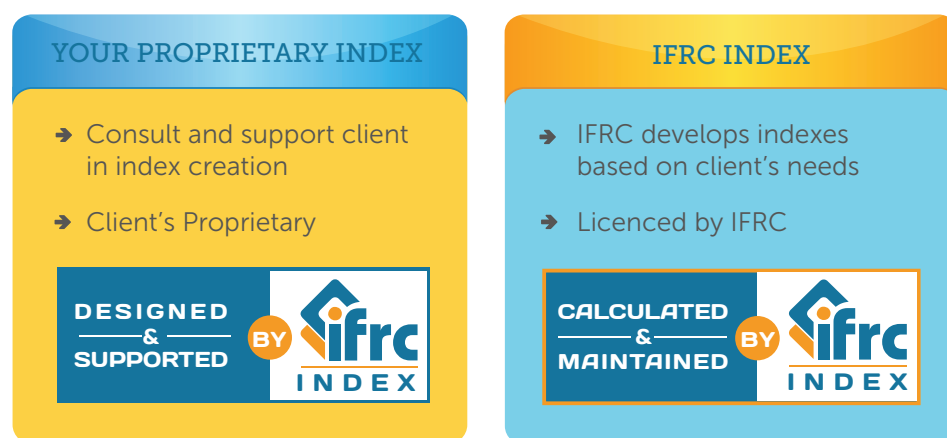 YOUR PROPRIETARY INDEX
Consult and support client
in index creation
Client’s Proprietary
DESIGNED
&
SUPPORTED
BY
ifrc
INDEX
IFRC INDEX
IFRC develops indexes
based on client’s needs
Licenced by IFRC
CALCULATED
&
MAINTAINED
BY
ifrc
INDEX